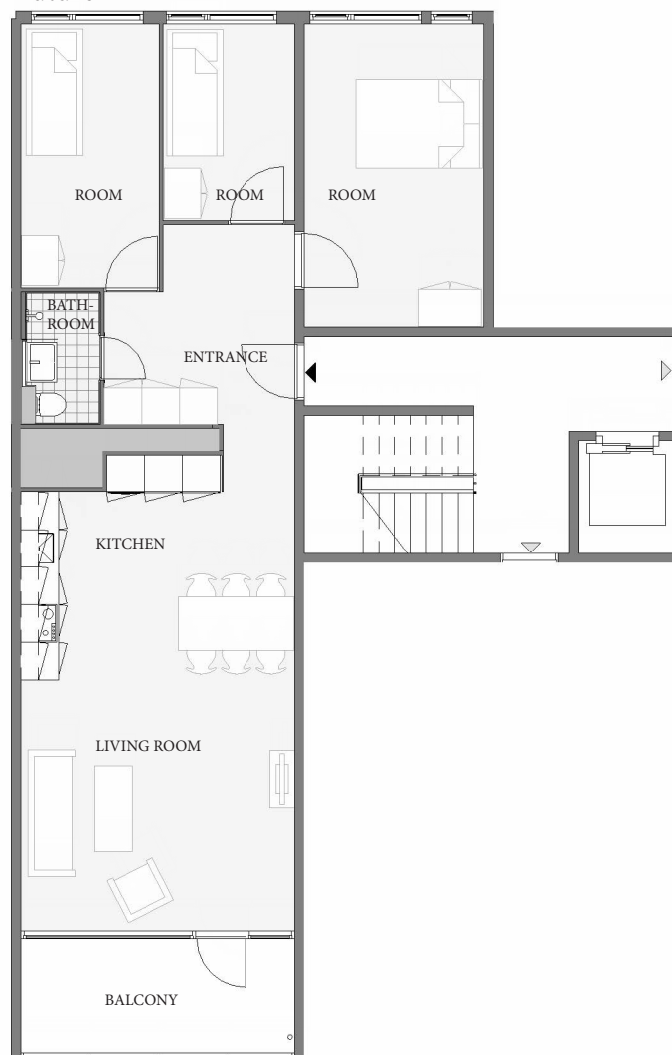 ROOM
ROOM
ROOM
BATH-
ROOM
ENTRANCE
KITCHEN
LIVING ROOM
BALCONY